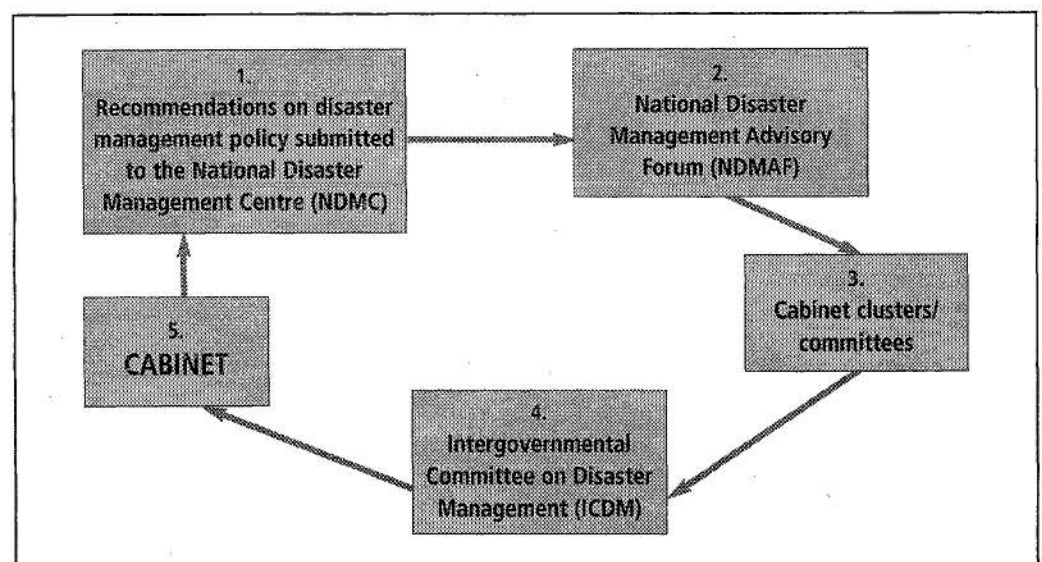 1.
Recommendations on disaster
management policy submitted
to the National Disaster
Management Centre (NDMC)
2.
National Disaster
Management Advisory
Forum (NDMAF)
3.
Cabinet clusters/
committees
4.
Intergovernmental
Committee on Disaster
Management (ICDM)
5.
CABINET